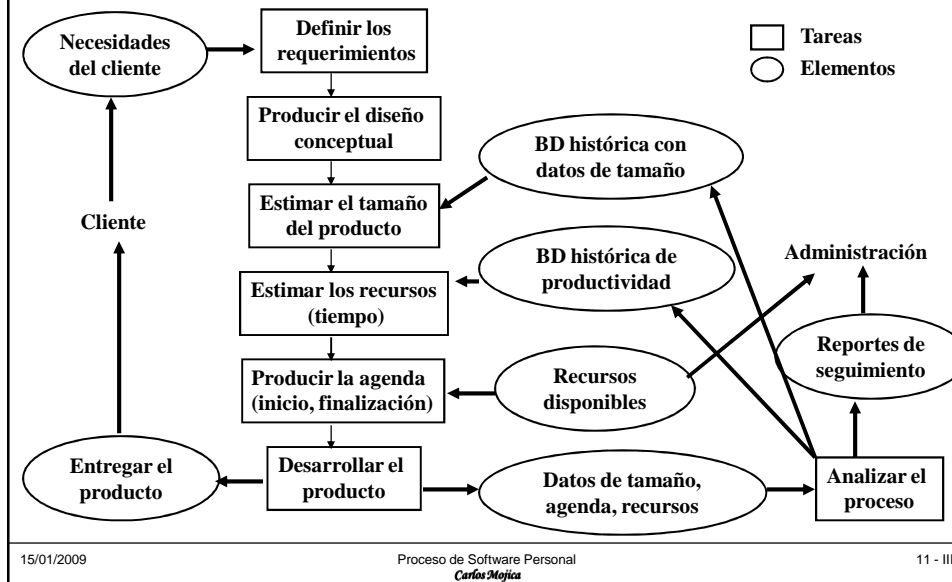 Necesidades
del cliente
Definir los
requerimientos
Tareas
Elementos
Producir el diseño
conceptual
BD histórica con
datos de tamaño
Estimar el tamaño
del producto
Cliente
BD histórica de
productividad
Administración
Estimar los recursos
(tiempo)
Reportes de
seguimiento
Producir la agenda
(inicio, finalización)
Recursos
disponibles
Entregar el
producto
Desarrollar el
producto
Datos de tamaño,
agenda, recursos
Analizar el
proceso
15/01/2009
Proceso de Software Personal
Carlos Mojica
11 - III